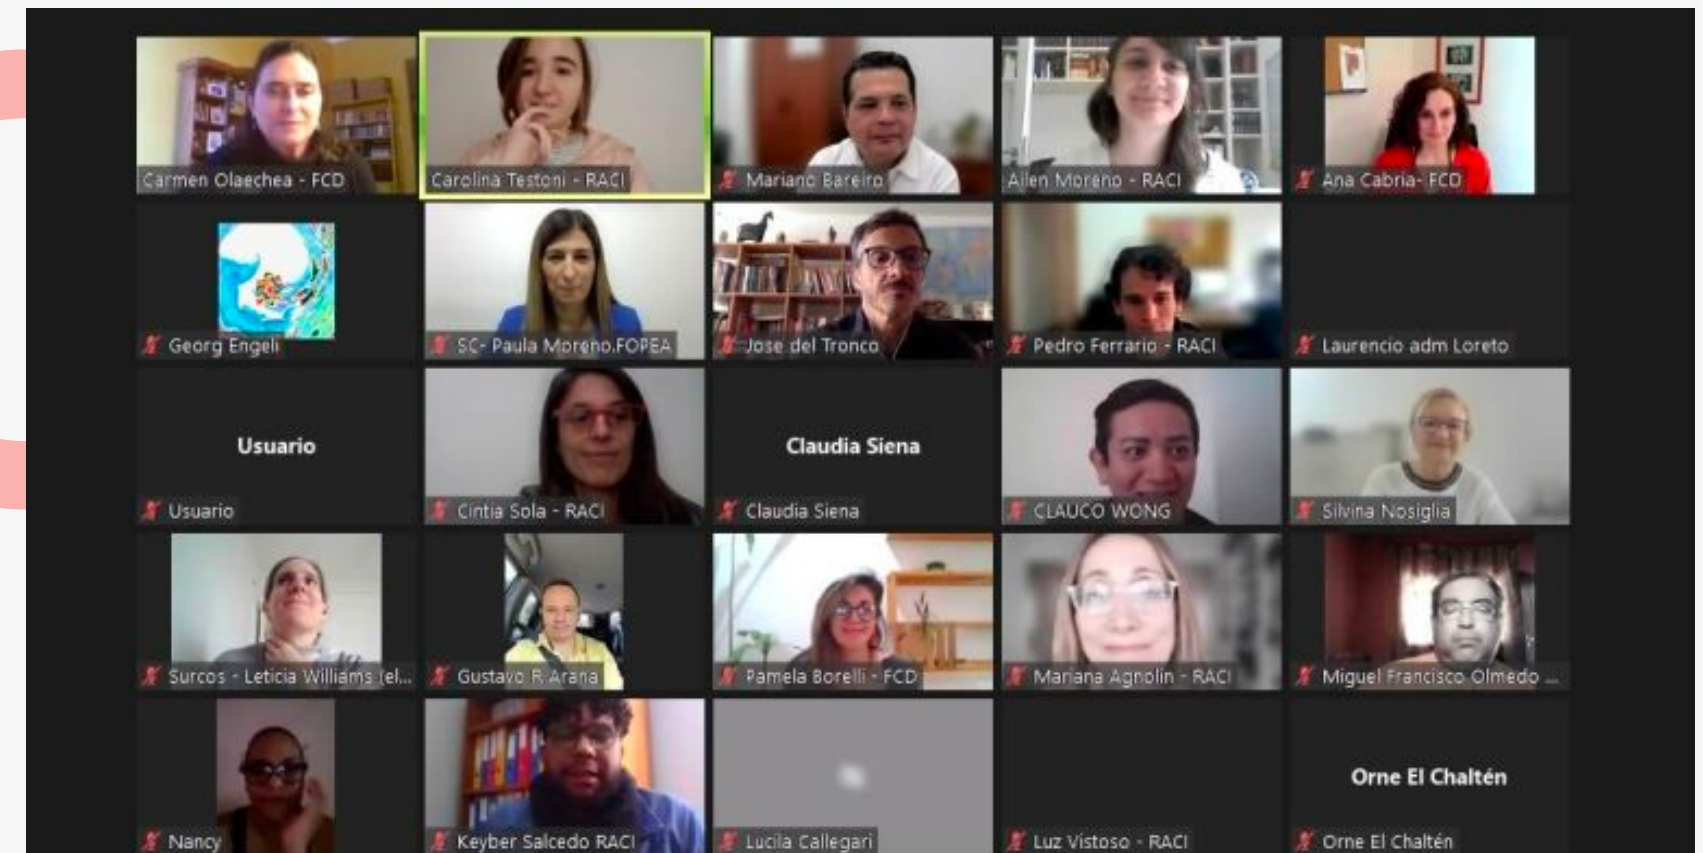 Carmen Olaechea - FCD
Carolina Testoni - RACI
Mariano Bareiro
Ailen Moreno - RACI
Ana Cabria- FCD
Georg Engeli
SC- Paula Moreno.FOPEA
Jose del Tronco
Pedro Ferrario - RACI
Laurencio adm Loreto
Usuario
Usuario
Cintia Sola - RACI
Claudia Siena
Claudia Siena
CLAUCO WONG
Silvina Nosiglia
Surcos - Leticia Williams (el...
Gustavo R Arana
Pamela Borelli - FCD
Mariana Agnolin - RACI
Miguel Francisco Olmedo ...
Nancy
Keyber Salcedo RACI
Lucila Callegari
Luz Vistoso - RACI
Orne El Chaltén
Orne El Chaltén